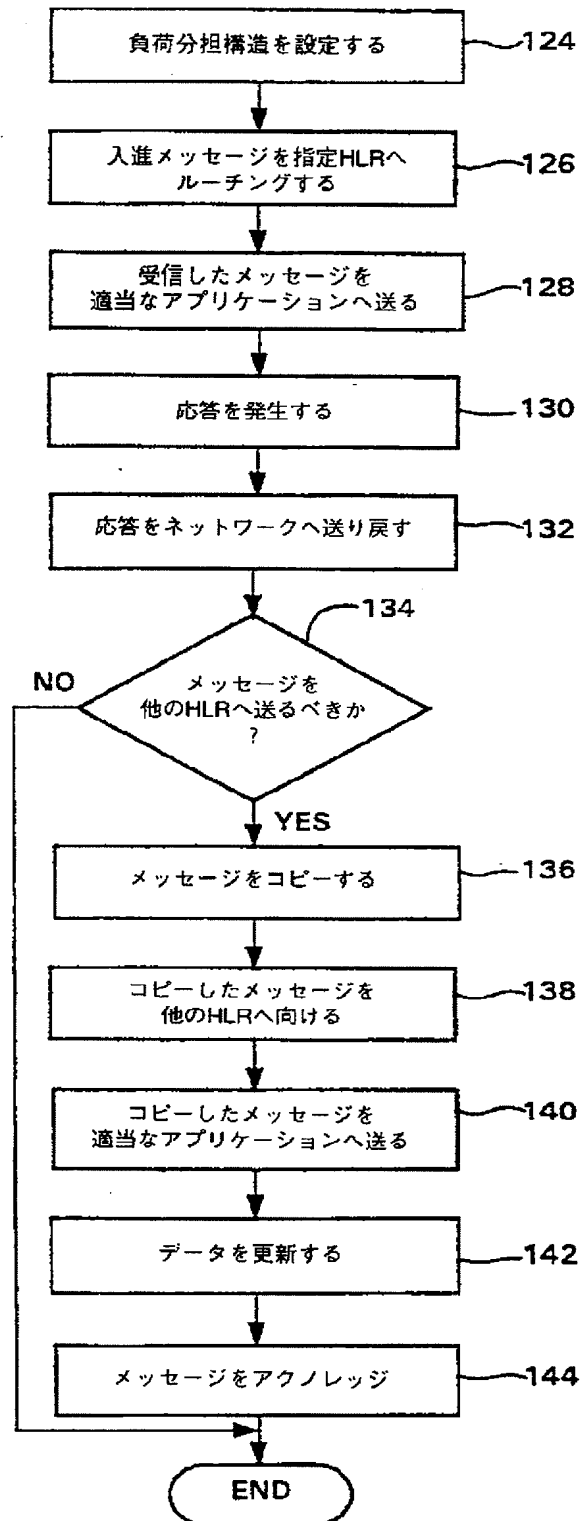 負荷分担構造を設定する
124
入進メッセージを指定HLRへ
ルーチングする
126
受信したメッセージを
適当なアプリケーションへ送る
128
応答を発生する
130
応答をネットワークへ送り戻す
132
134
メッセージを
他のHLRへ送るべきか
?
NO
YES
メッセージをコピーする
136
コピーしたメッセージを
他のHLRへ向ける
138
コピーしたメッセージを
適当なアプリケーションへ送る
140
データを更新する
142
メッセージをアクノレッジ
144
END